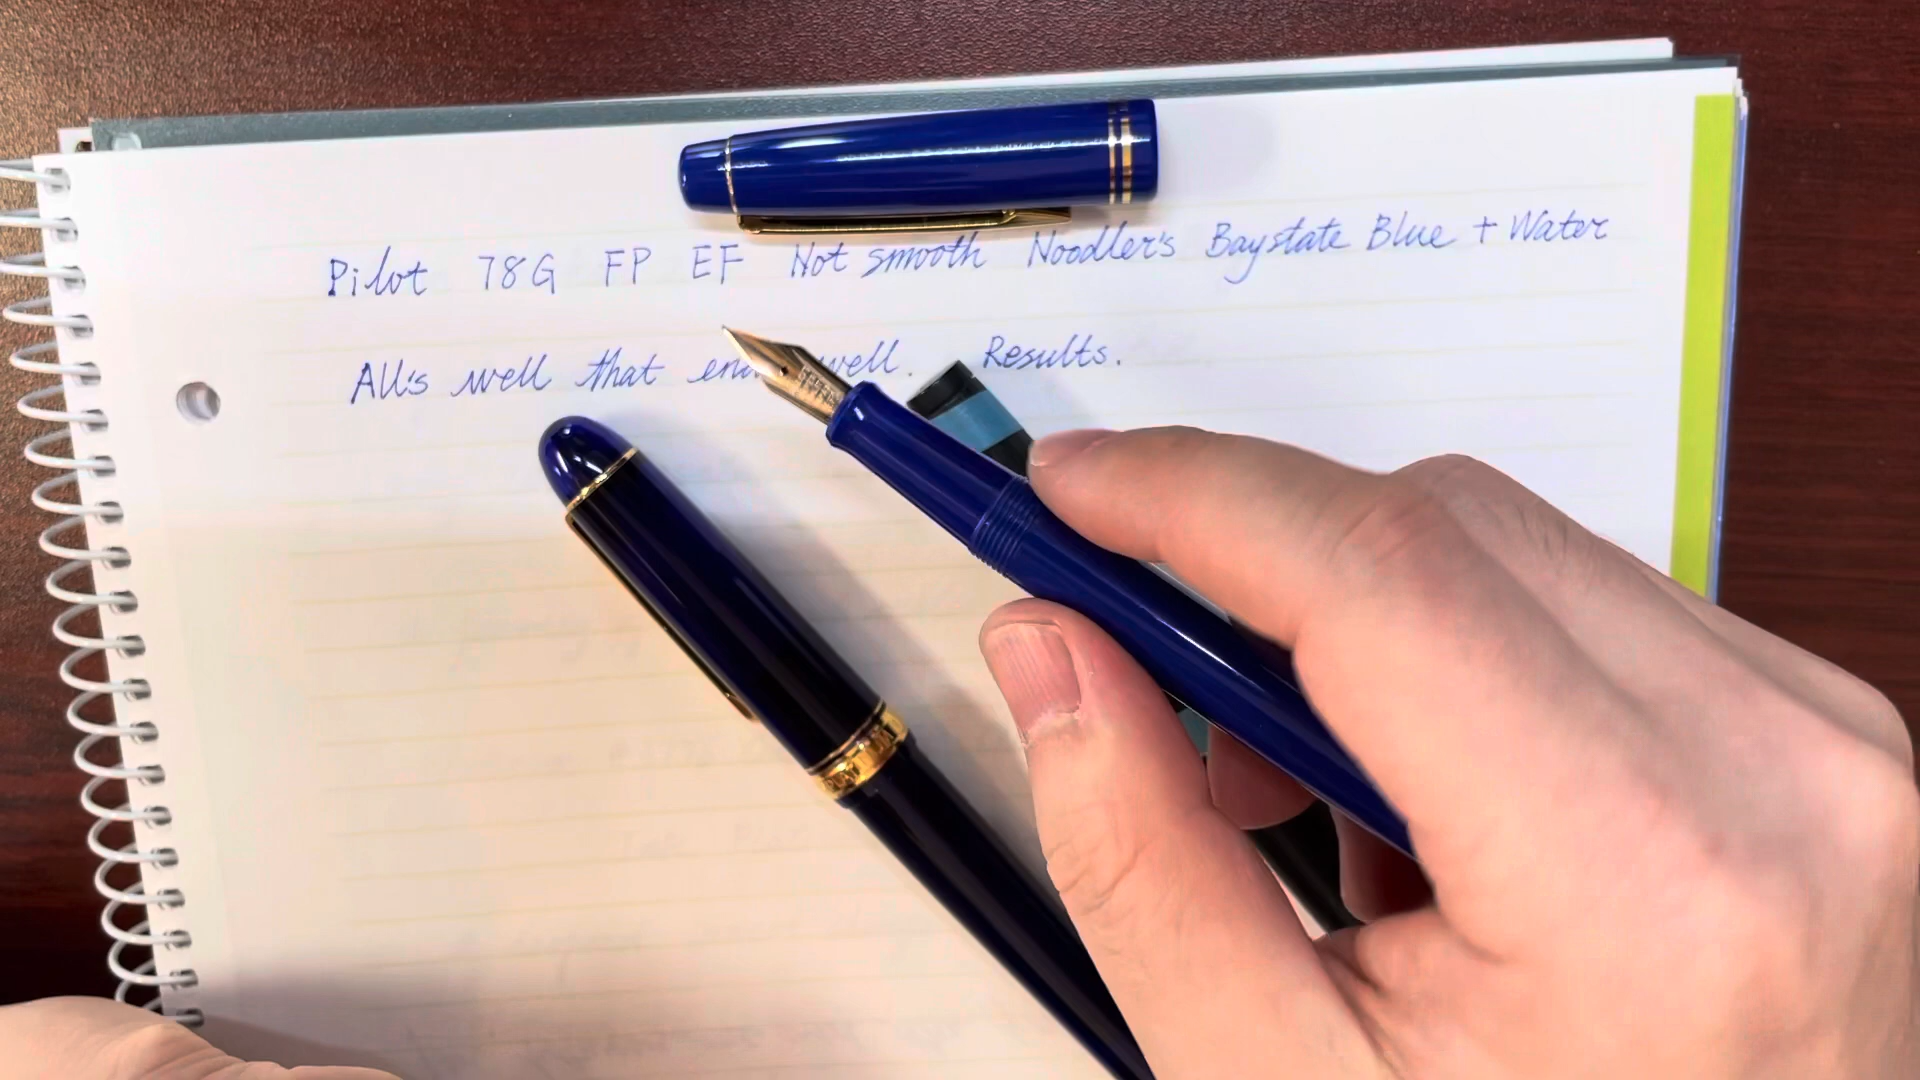 Pilot 78G FP EF Not smooth Noodler's Baystate Blue + Water
All's well that well. Results.